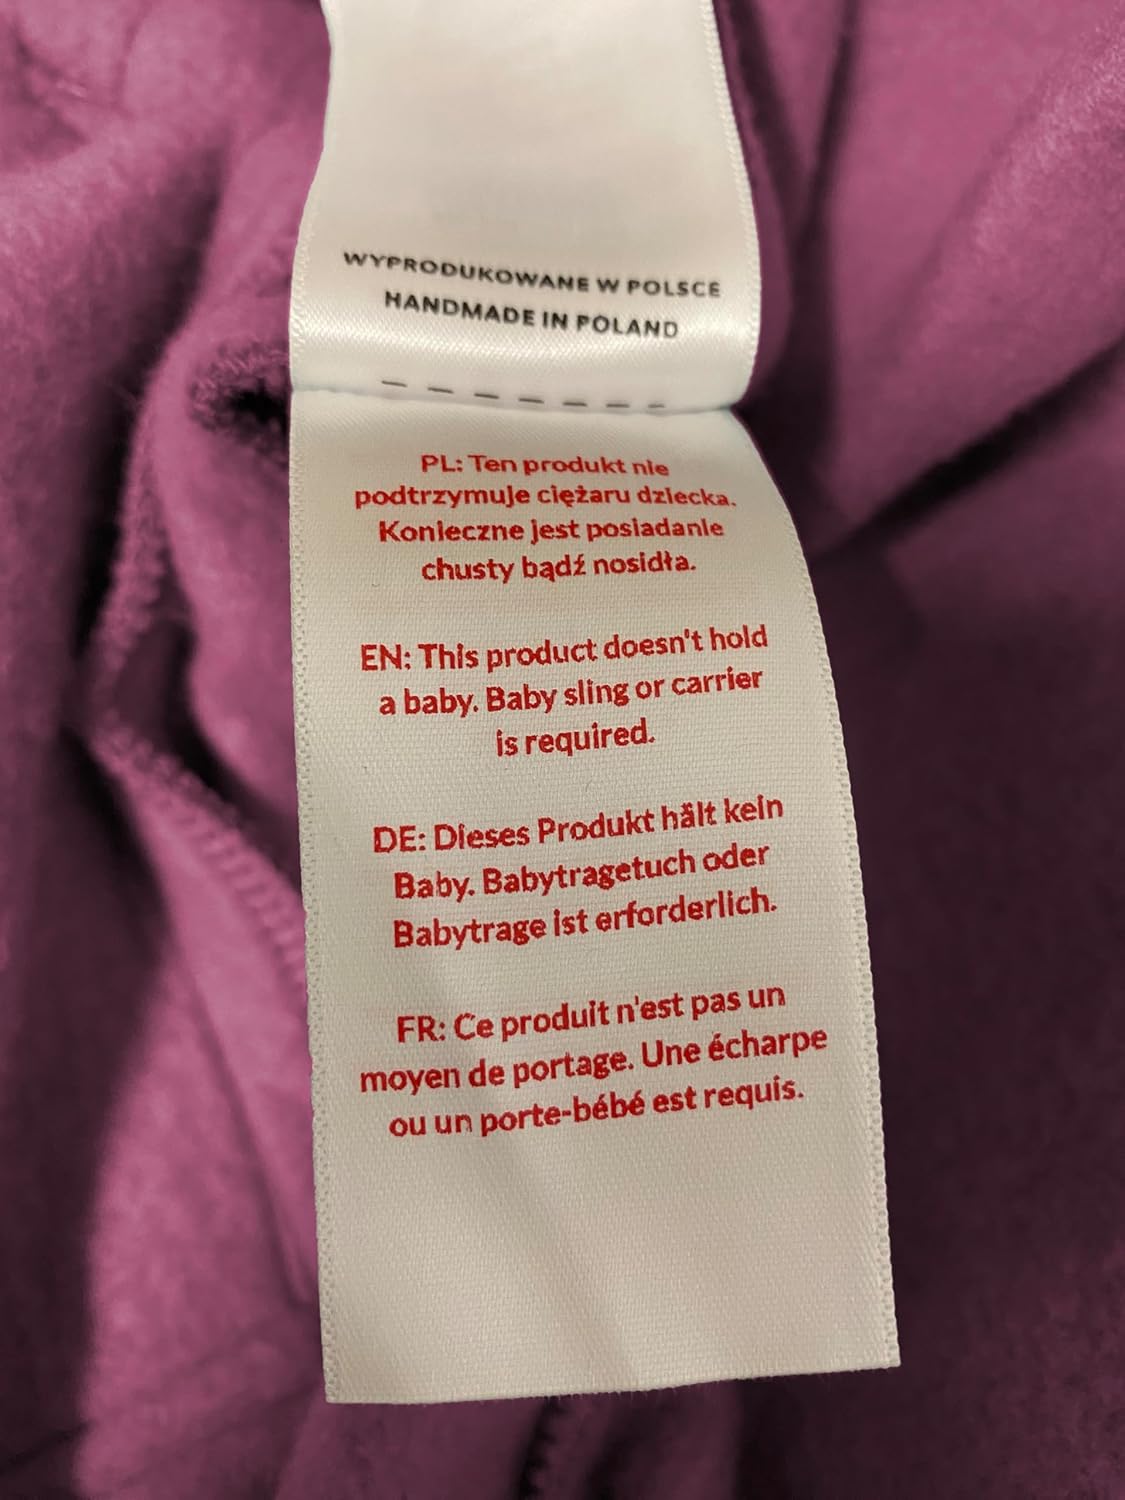 WYPRODUKOWANE W POLSCE
HANDMADE IN POLAND
PL: Ten produkt nie
podtrzymuje ciężaru dziecka.
Konieczne jest posiadanie
chusty bądź nosidła.
EN: This product doesn't hold
a baby. Baby sling or carrier
is required.
DE: Dieses Produkt hält kein
Baby. Babytragetuch oder
Babytrage ist erforderlich.
FR: Ce produit n'est pas un
moyen de portage. Une écharpe
ou un porte-bébé est requis.